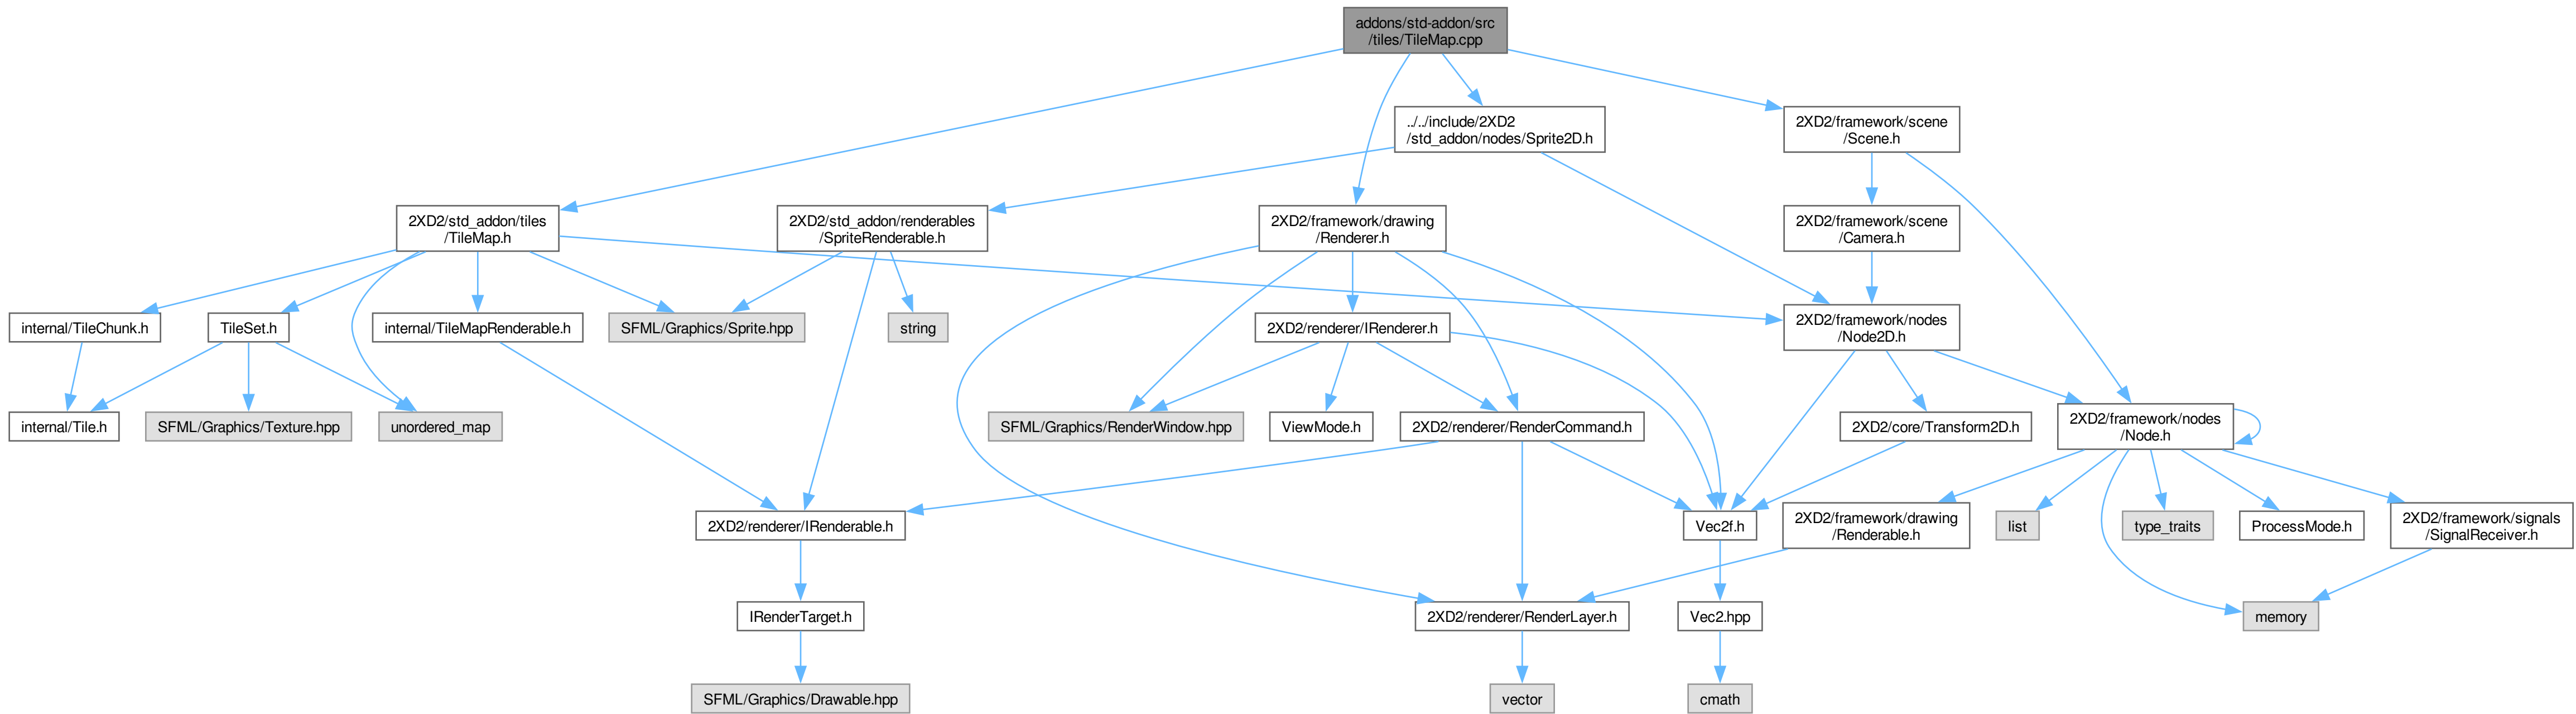 addons/std-addon/src
/tiles/TileMap.cpp
../../include/2XD2
/std_addon/nodes/Sprite2D.h
2XD2/framework/scene
/Scene.h
2XD2/std_addon/tiles
/TileMap.h
2XD2/std_addon/renderables
/SpriteRenderable.h
2XD2/framework/drawing
/Renderer.h
2XD2/framework/scene
/Camera.h
internal/TileChunk.h
TileSet.h
internal/TileMapRenderable.h
SFML/Graphics/Sprite.hpp
string
2XD2/renderer/IRenderer.h
2XD2/framework/nodes
/Node2D.h
internal/Tile.h
SFML/Graphics/Texture.hpp
unordered_map
SFML/Graphics/RenderWindow.hpp
ViewMode.h
2XD2/renderer/RenderCommand.h
2XD2/core/Transform2D.h
2XD2/framework/nodes
/Node.h
2XD2/renderer/IRenderable.h
Vec2f.h
2XD2/framework/drawing
/Renderable.h
list
type_traits
ProcessMode.h
2XD2/framework/signals
/SignalReceiver.h
IRenderTarget.h
2XD2/renderer/RenderLayer.h
Vec2.hpp
memory
SFML/Graphics/Drawable.hpp
vector
cmath